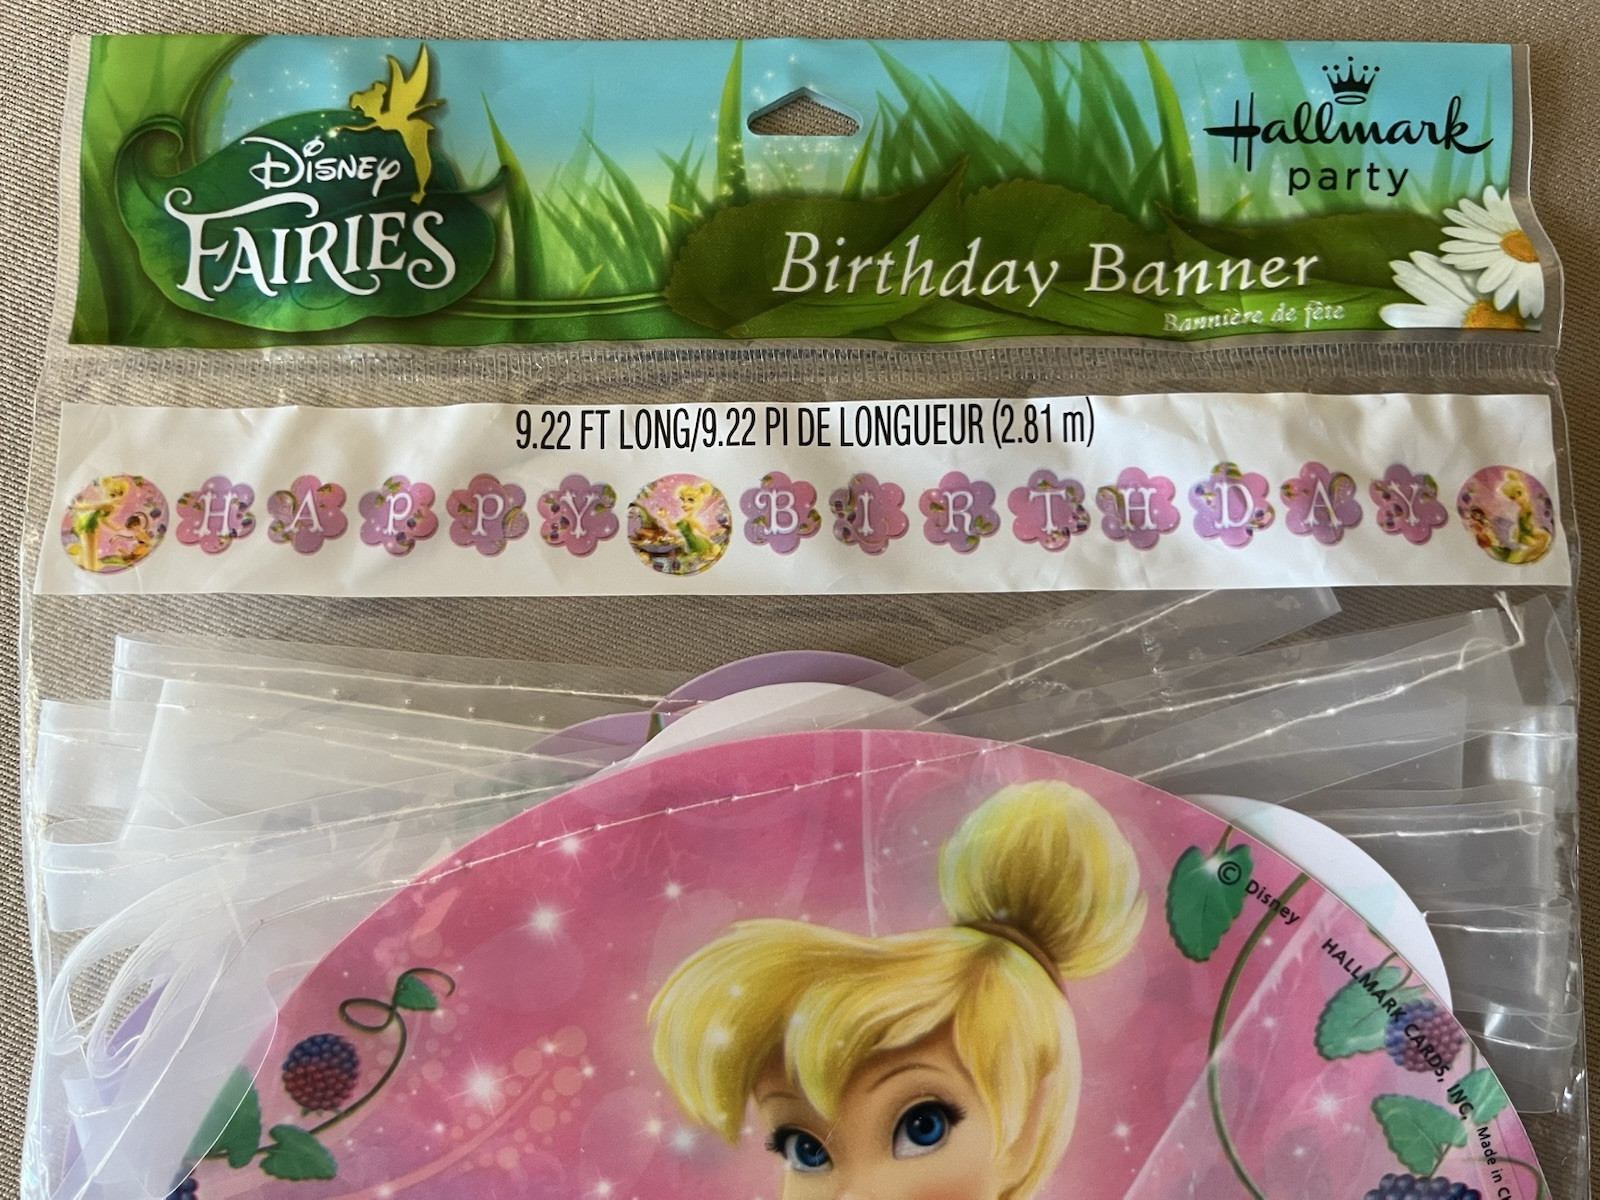 Disney
FAIRIES
Hallmark
party
Birthday Banner
Bannière de fête
9.22 FT LONG/9.22 PI DE LONGUEUR (2.81 m)
HAPPY BIRTHDAY
© Disney
HALLMARK CARDS, INC.
Made in